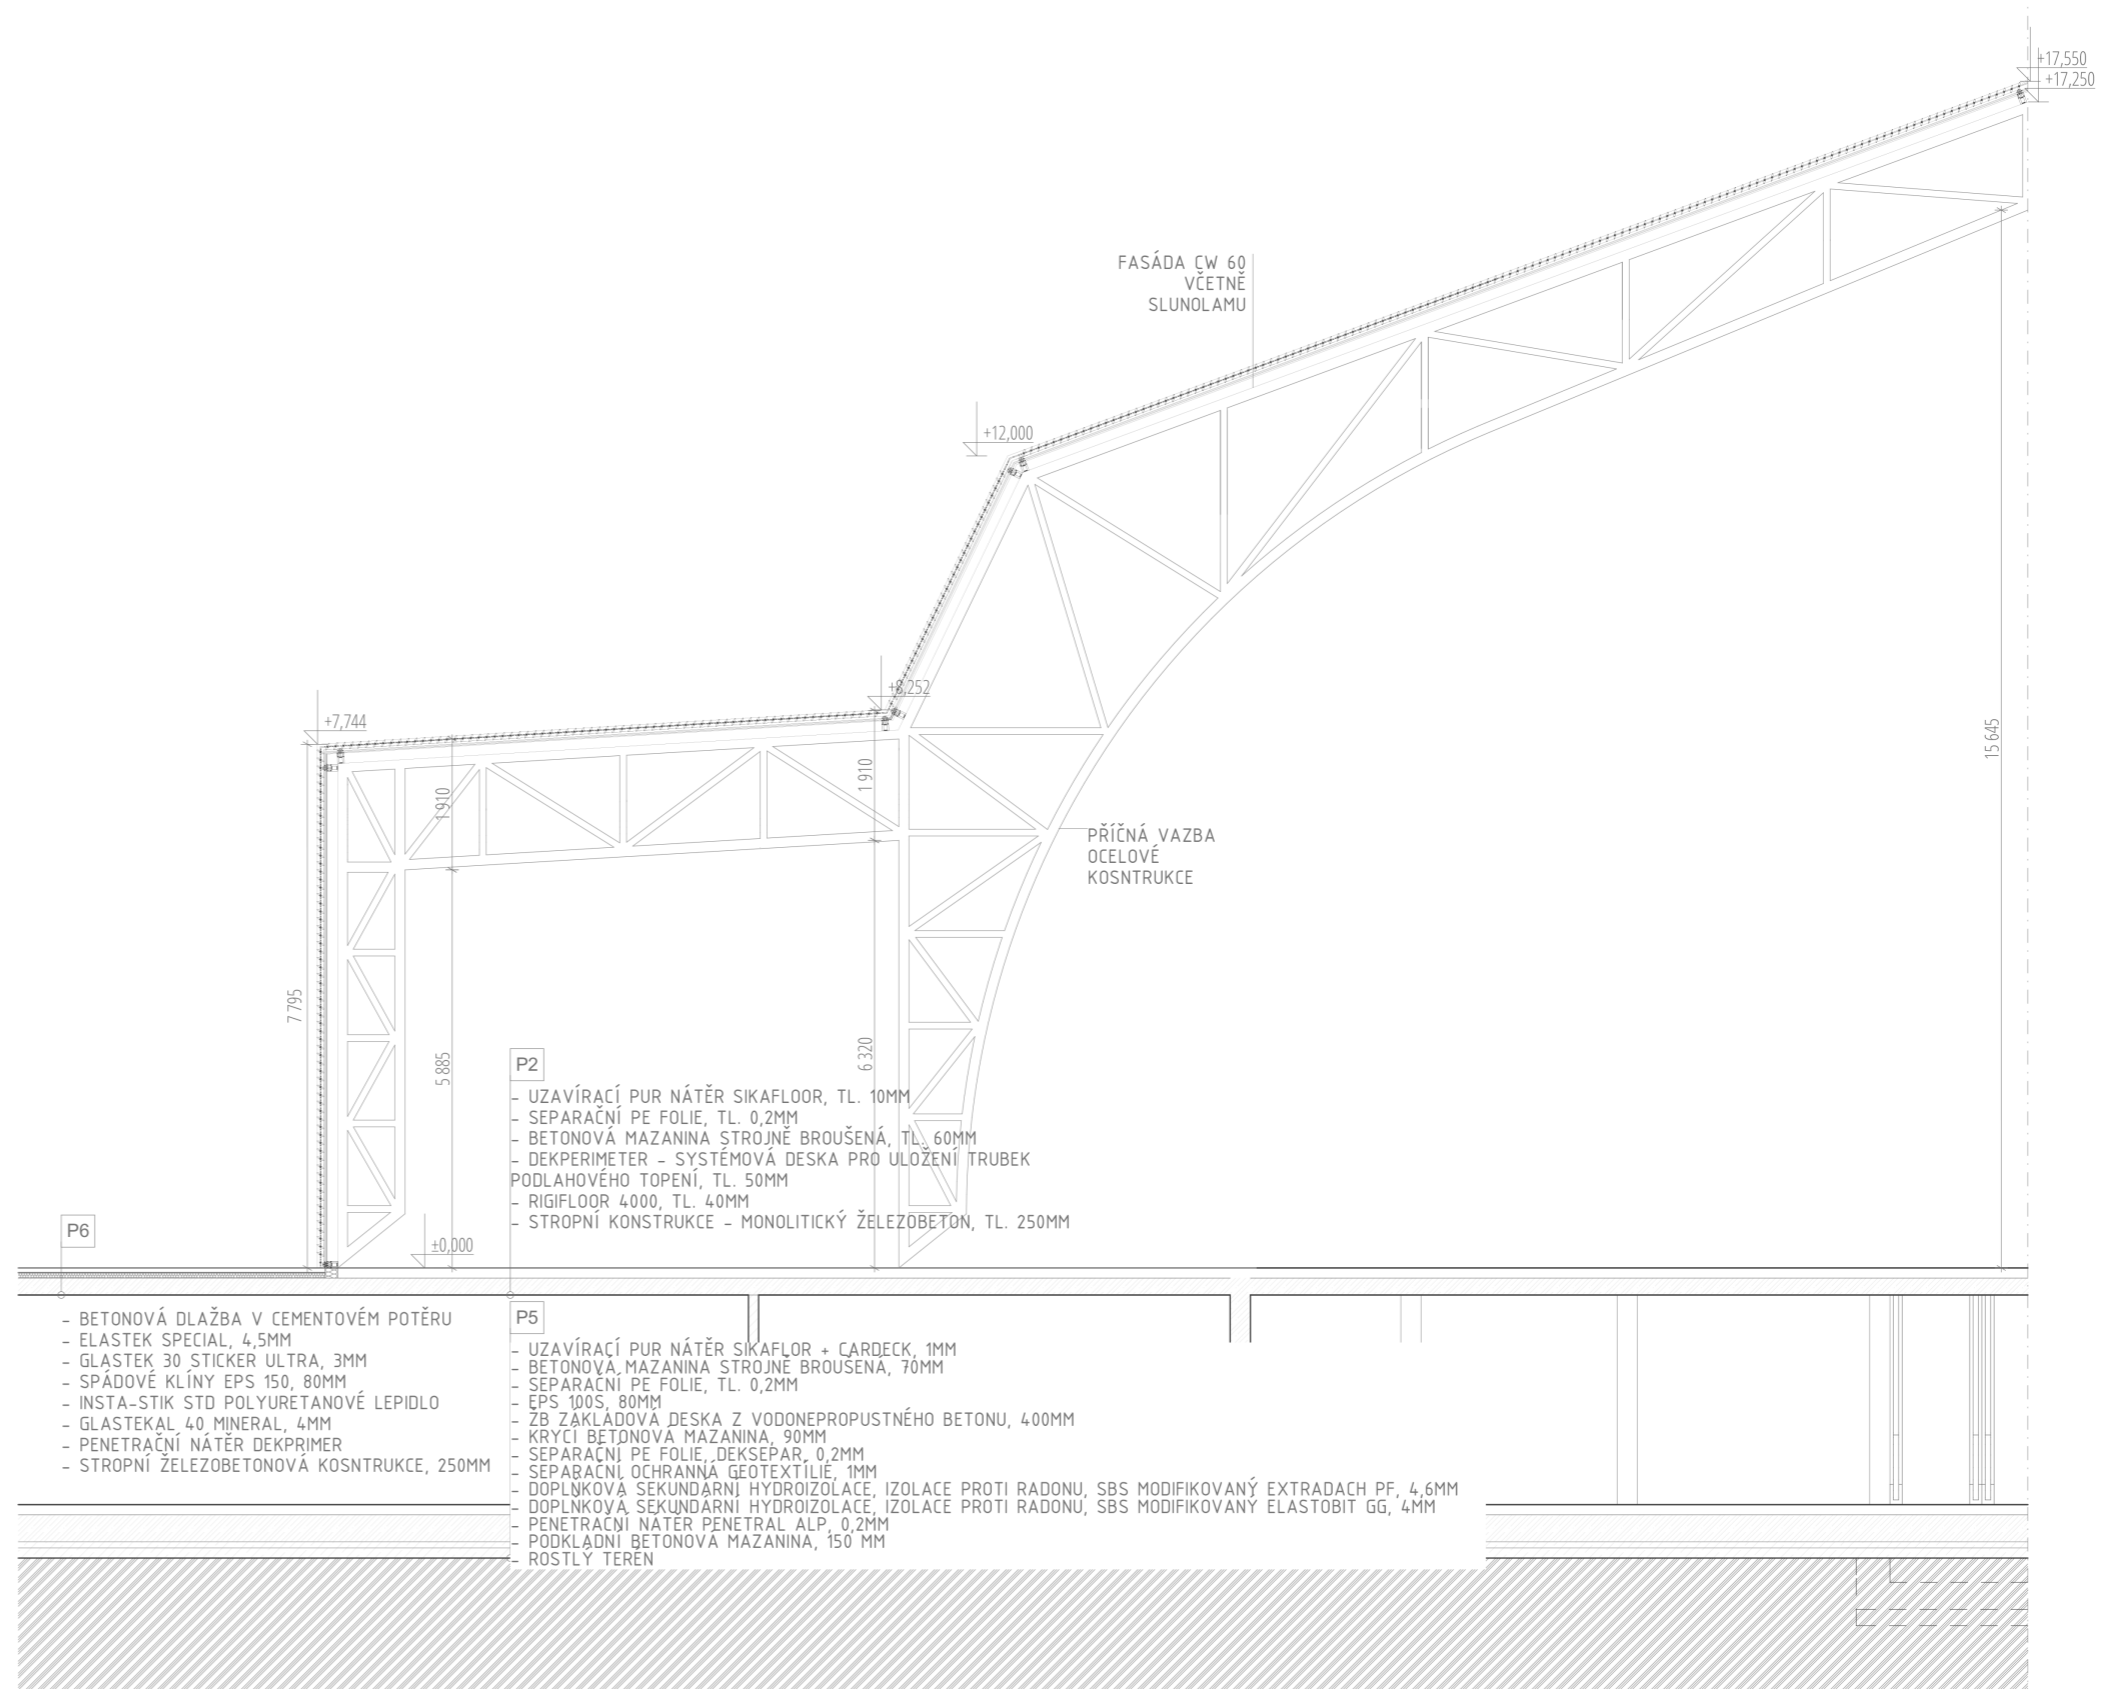 +17,550
+17,250
FASÁDA CW 60
VČETNĚ
SLUNOLAMU
+12,000
+8,252
+7,744
15 645
1 910
1 910
PŘÍČNÁ VAZBA
OCELOVÉ
KOSNTRUKCE
7 795
5 885
6 320
P2
- UZAVÍRACÍ PUR NÁTĚR SIKAFLOOR, TL. 10MM
- SEPARAČNÍ PE FOLIE, TL. 0,2MM
- BETONOVÁ MAZANINA STROJNĚ BROUŠENÁ, TL. 60MM
- DEKPERIMETER - SYSTÉMOVÁ DESKA PRO ULOŽENÍ TRUBEK
PODLAHOVÉHO TOPENÍ, TL. 50MM
- RIGIFLOOR 4000, TL. 40MM
- STROPNÍ KONSTRUKCE - MONOLITICKÝ ŽELEZOBETON, TL. 250MM
P6
±0,000
- BETONOVÁ DLAŽBA V CEMENTOVÉM POTĚRU
- ELASTEK SPECIAL, 4,5MM
- GLASTEK 30 STICKER ULTRA, 3MM
- SPÁDOVÉ KLÍNY EPS 150, 80MM
- INSTA-STIK STD POLYURETANOVÉ LEPIDLO
- GLASTEKAL 40 MINERAL, 4MM
- PENETRAČNÍ NÁTĚR DEKPRIMER
- STROPNÍ ŽELEZOBETONOVÁ KOSNTRUKCE, 250MM
P5
- UZAVÍRACÍ PUR NÁTĚR SIKAFLOR + CARDECK, 1MM
- BETONOVÁ MAZANINA STROJNĚ BROUŠENÁ, 70MM
- SEPARAČNÍ PE FOLIE, TL. 0,2MM
- EPS 100S, 80MM
- ŽB ZÁKLADOVÁ DESKA Z VODONEPROPUSTNÉHO BETONU, 400MM
- KRYCÍ BETONOVÁ MAZANINA, 90MM
- SEPARAČNÍ PE FOLIE, DEKSEPAR, 0,2MM
- SEPARAČNÍ OCHRANNÁ GEOTEXTÍLIE, 1MM
- DOPLŇKOVÁ SEKUNDÁRNÍ HYDROIZOLACE, IZOLACE PROTI RADONU, SBS MODIFIKOVANÝ EXTRADACH PF, 4,6MM
- DOPLŇKOVÁ SEKUNDÁRNÍ HYDROIZOLACE, IZOLACE PROTI RADONU, SBS MODIFIKOVANÝ ELASTOBIT GG, 4MM
- PENETRAČNÍ NÁTĚR PENETRAL ALP, 0,2MM
- PODKLADNÍ BETONOVÁ MAZANINA, 150 MM
- ROSTLÝ TERÉN